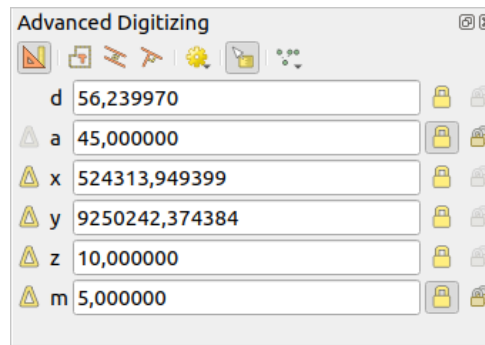 Advanced Digitizing
d 56,239970
a 45,000000
x 524313,949399
y 9250242,374384
z 10,000000
m 5,000000